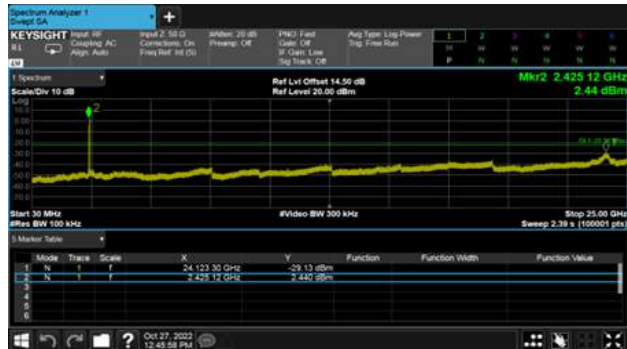 Spectrum Analyzer 1
Swept SA
+
KEYSIGHT
Input: RF
Coupling: AC
Align: Auto
Input Z: 50 Ω
Corrections: On
Freq Ref: Int (S)
#Atten: 20 dB
Preamp: Off
PNO: Fast
Gate: Off
IF Gain: Low
Sig Track: Off
Avg Type: Log-Power
Trig: Free Run
1 2 3 4 5 6
M W W W W W
P N N N N N
1 Spectrum
Scale/Div 10 dB
Log
Ref Lvl Offset 14.50 dB
Ref Level 20.00 dBm
Mkr2 2.425 12 GHz
2.44 dBm
2
Start 30 MHz
#Res BW 100 kHz
#Video BW 300 kHz
Stop 25.00 GHz
Sweep 2.39 s (100001 pts)
5 Marker Table
Mode Trace Scale X Y Function Function Width Function Value
1 N 1 f 24.123 30 GHz -29.13 dBm
2 N 1 f 2.425 12 GHz 2.440 dBm
3
4
5
6
?
Oct 27, 2022
12:45:58 PM